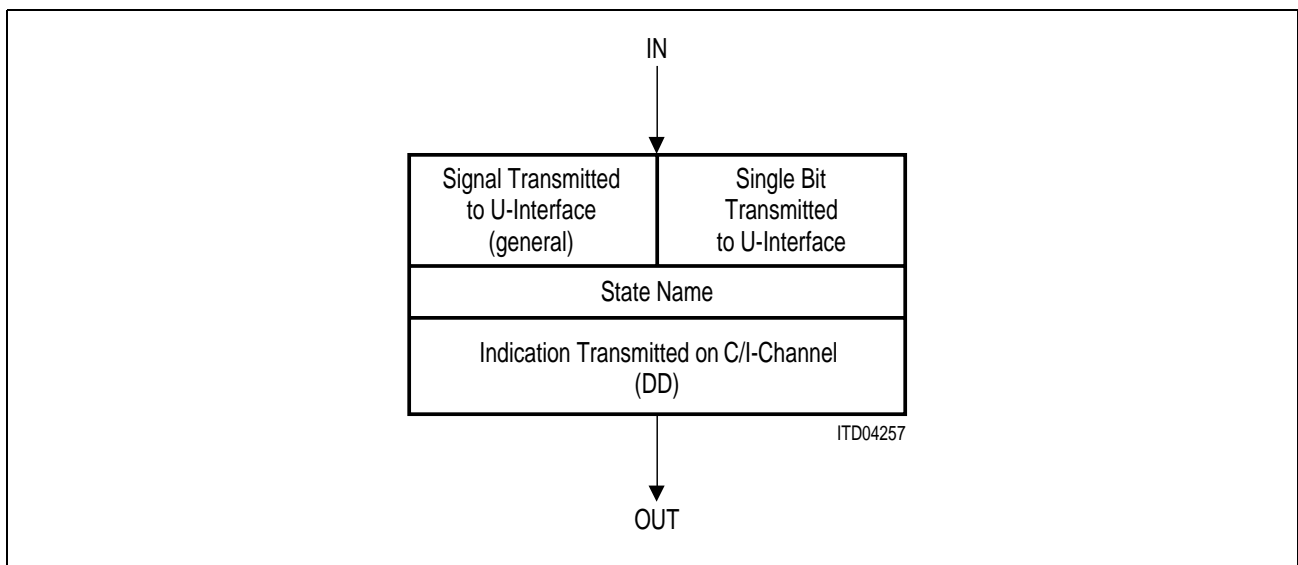 IN
Signal Transmitted
to U-Interface
(general)
Single Bit
Transmitted
to U-Interface
State Name
Indication Transmitted on C/I-Channel
(DD)
ITD04257
OUT